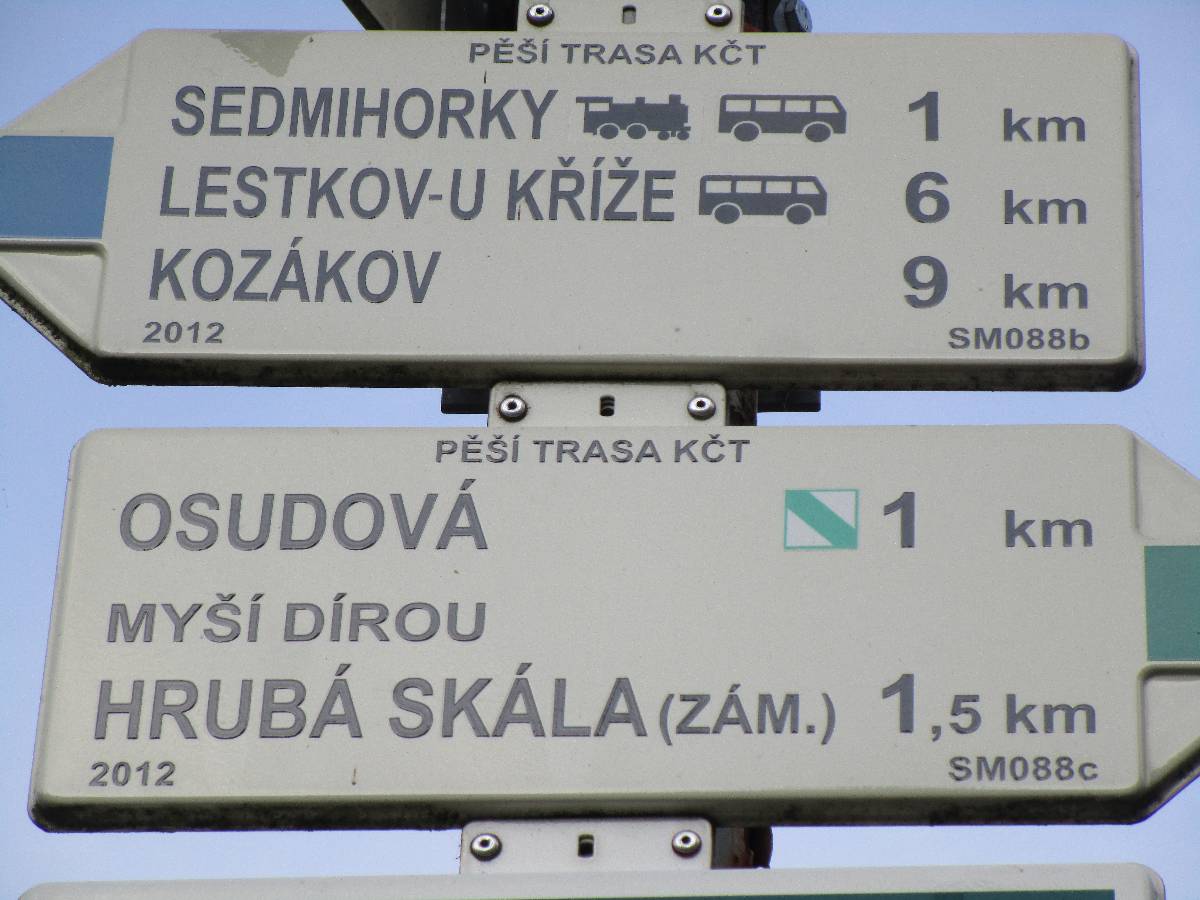 PĚŠÍ TRASA KČT
SEDMIHORKY 1 km
LESTKOV-U KŘÍŽE 6 km
KOZÁKOV 9 km
2012 SM088b
PĚŠÍ TRASA KČT
OSUDOVÁ 1 km
MYŠÍ DÍROU
HRUBÁ SKÁLA (ZÁM.) 1,5 km
2012 SM088c